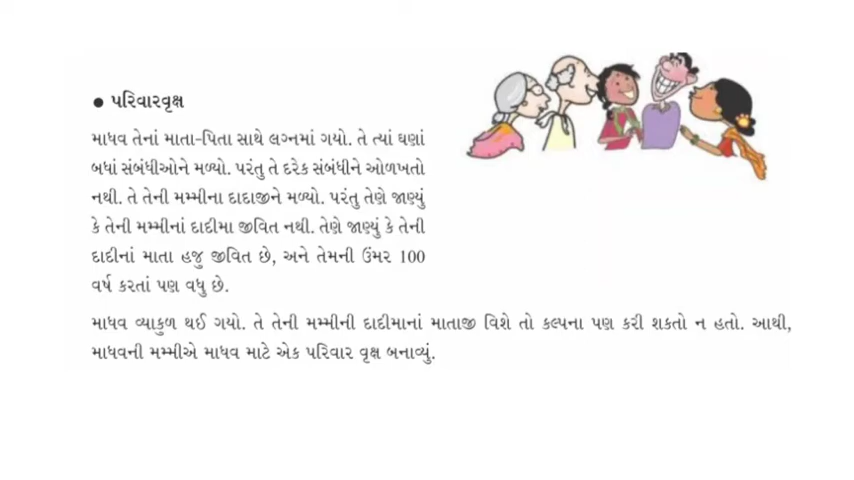 ● પરિવારવૃક્ષ
માધવ તેનાં માતા-પિતા સાથે લગ્નમાં ગયો. તે ત્યાં ઘણાં
બધાં સંબંધીઓને મળ્યો. પરંતુ તે દરેક સંબંધીને ઓળખતો
નથી. તે તેની મમ્મીના દાદાજીને મળ્યો. પરંતુ તેણે જાણ્યું
કે તેની મમ્મીનાં દાદીમા જીવિત નથી. તેણે જાણ્યું કે તેની
દાદીનાં માતા હજુ જીવિત છે, અને તેમની ઉંમર 100
વર્ષ કરતાં પણ વધુ છે.
માધવ વ્યાકુળ થઈ ગયો. તે તેની મમ્મીની દાદીમાનાં માતાજી વિશે તો કલ્પના પણ કરી શકતો ન હતો. આથી,
માધવની મમ્મીએ માધવ માટે એક પરિવાર વૃક્ષ બનાવ્યું.